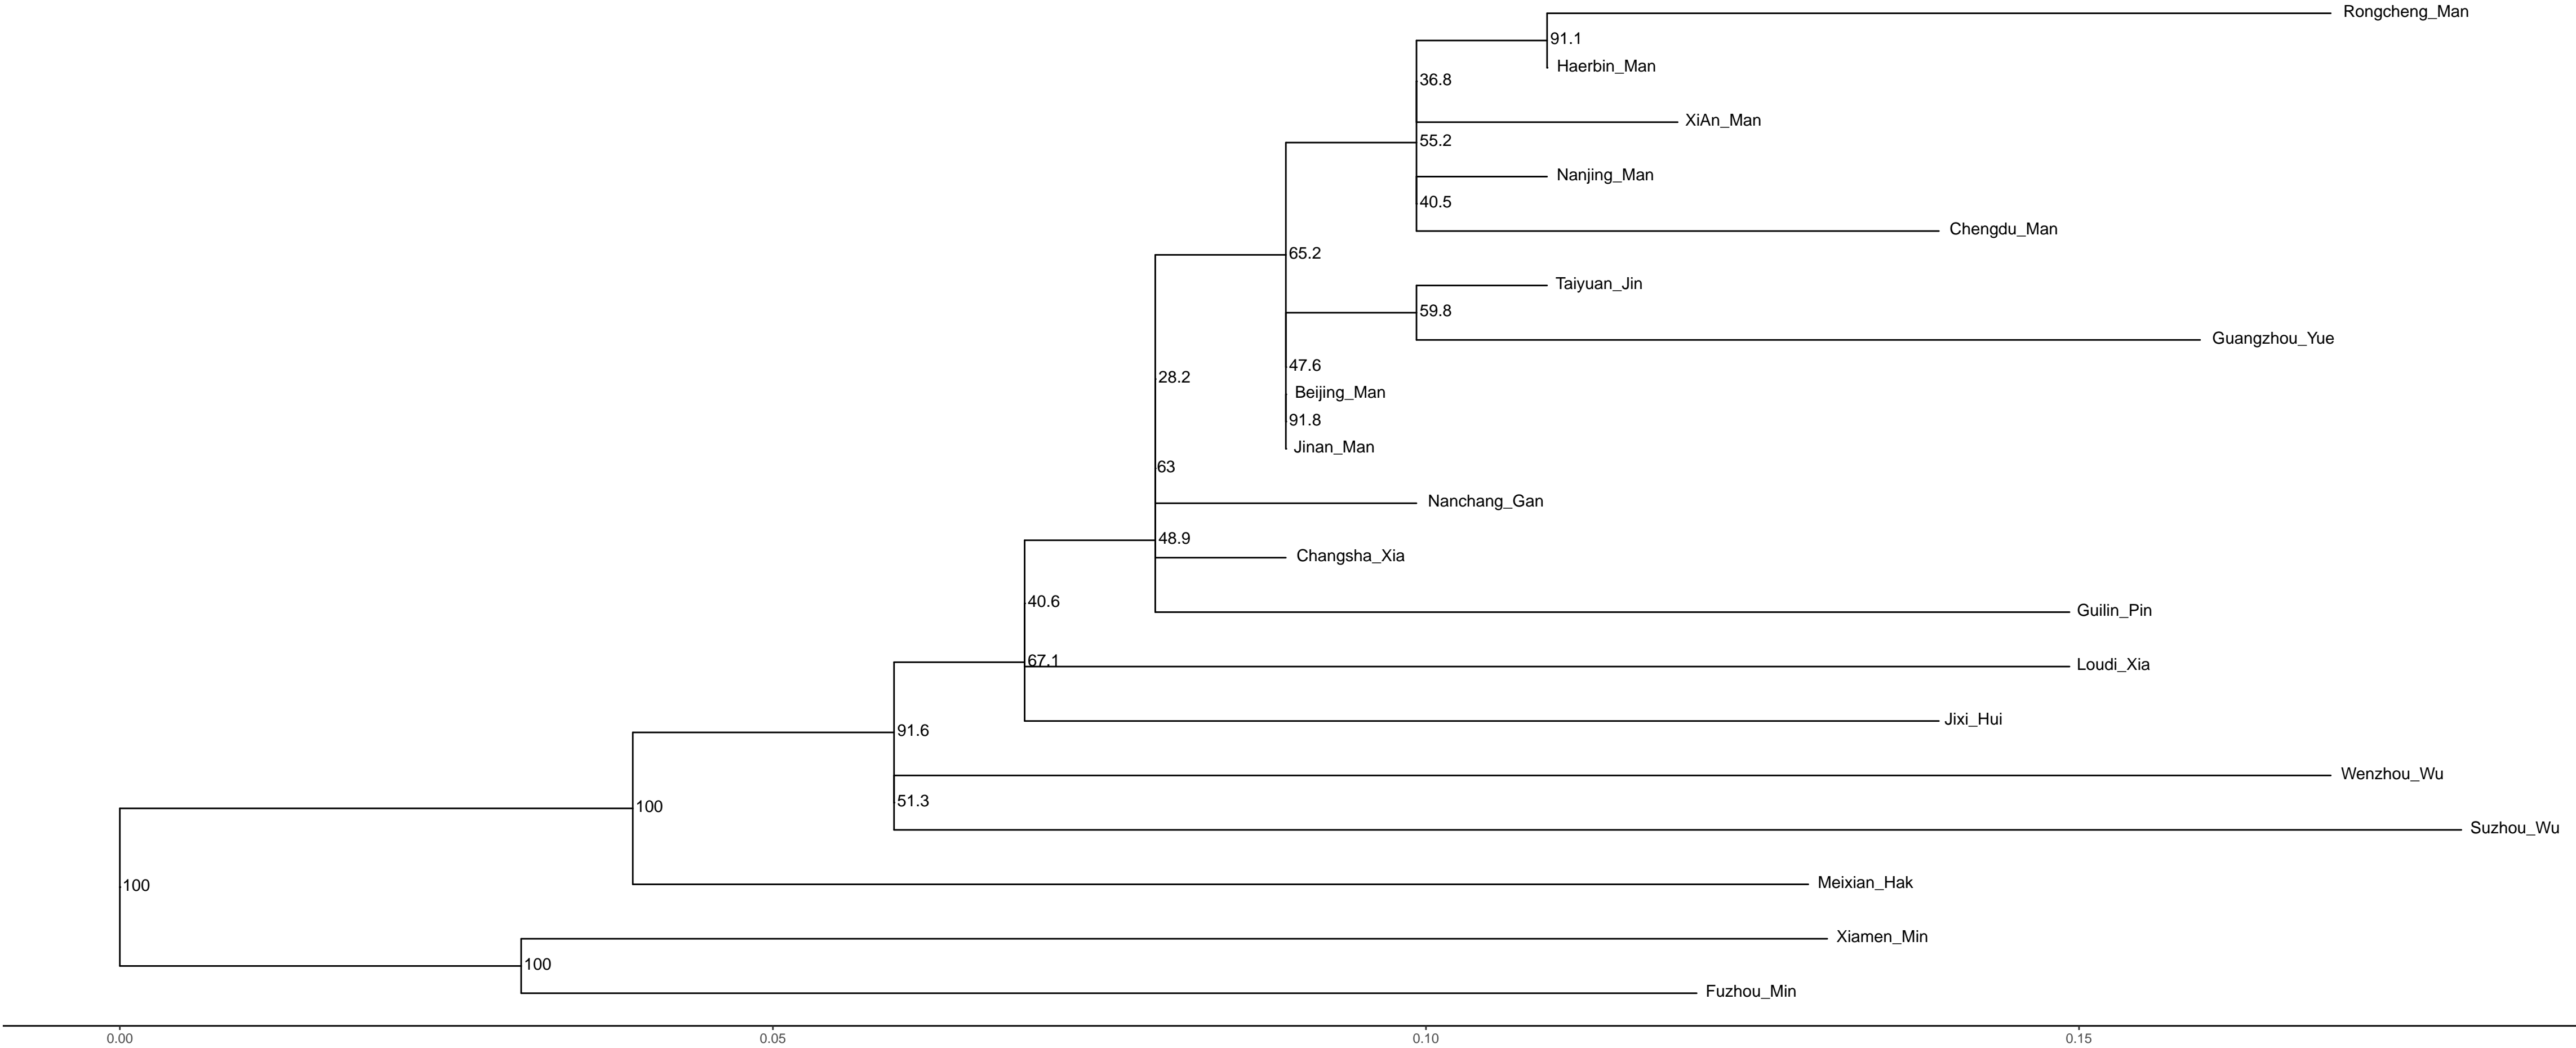 Rongcheng_Man
91.1
Haerbin_Man
36.8
XiAn_Man
55.2
Nanjing_Man
40.5
Chengdu_Man
65.2
Taiyuan_Jin
59.8
Guangzhou_Yue
47.6
28.2
Beijing_Man
91.8
Jinan_Man
63
Nanchang_Gan
48.9
Changsha_Xia
40.6
Guilin_Pin
67.1
Loudi_Xia
Jixi_Hui
91.6
Wenzhou_Wu
51.3
100
Suzhou_Wu
Meixian_Hak
100
Xiamen_Min
100
Fuzhou_Min
0.00 0.05 0.10 0.15